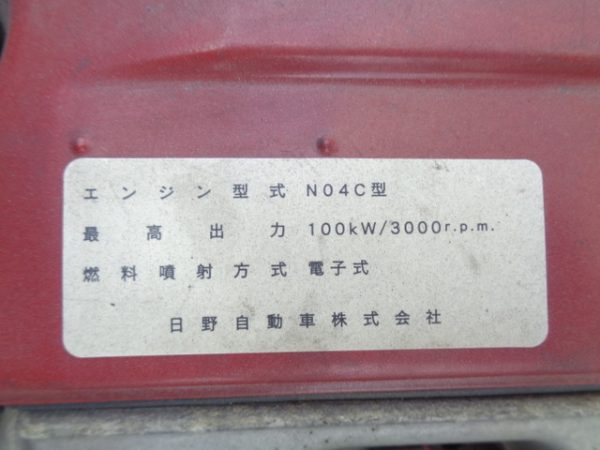 エンジン型式 N04C型
最高出力 100kW/3000r.p.m.
燃料噴射方式 電子式
日野自動車株式会社